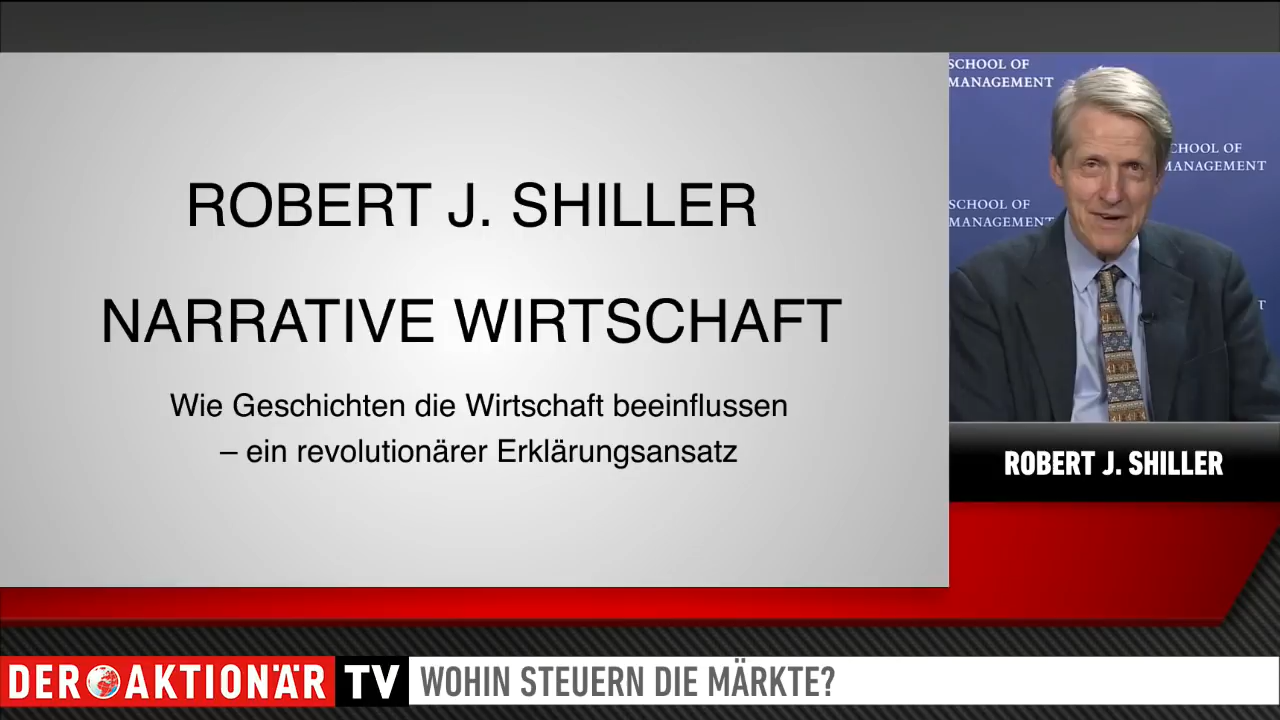 ROBERT J. SHILLER
NARRATIVE WIRTSCHAFT
Wie Geschichten die Wirtschaft beeinflussen
– ein revolutionärer Erklärungsansatz
SCHOOL OF
MANAGEMENT
CHOOL OF
MANAGEMENT
SCHOOL OF
MANAGEMENT
T
ROBERT J. SHILLER
DER AKTIONÄR TV
WOHIN STEUERN DIE MÄRKTE?